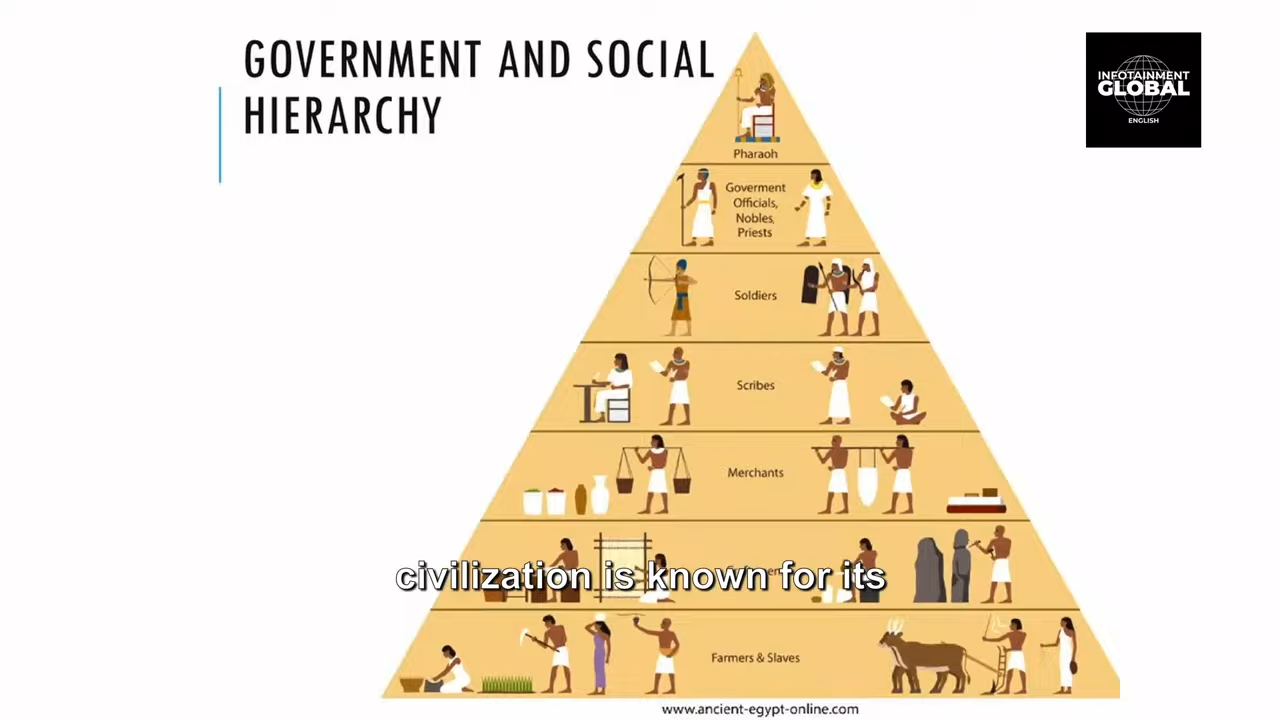 GOVERNMENT AND SOCIAL
HIERARCHY
INFOTAINMENT
GLOBAL
ENGLISH
Pharaoh
Goverment
Officials,
Nobles,
Priests
Soldiers
Scribes
Merchants
civilization is known for its
Farmers & Slaves
www.ancient-egypt-online.com